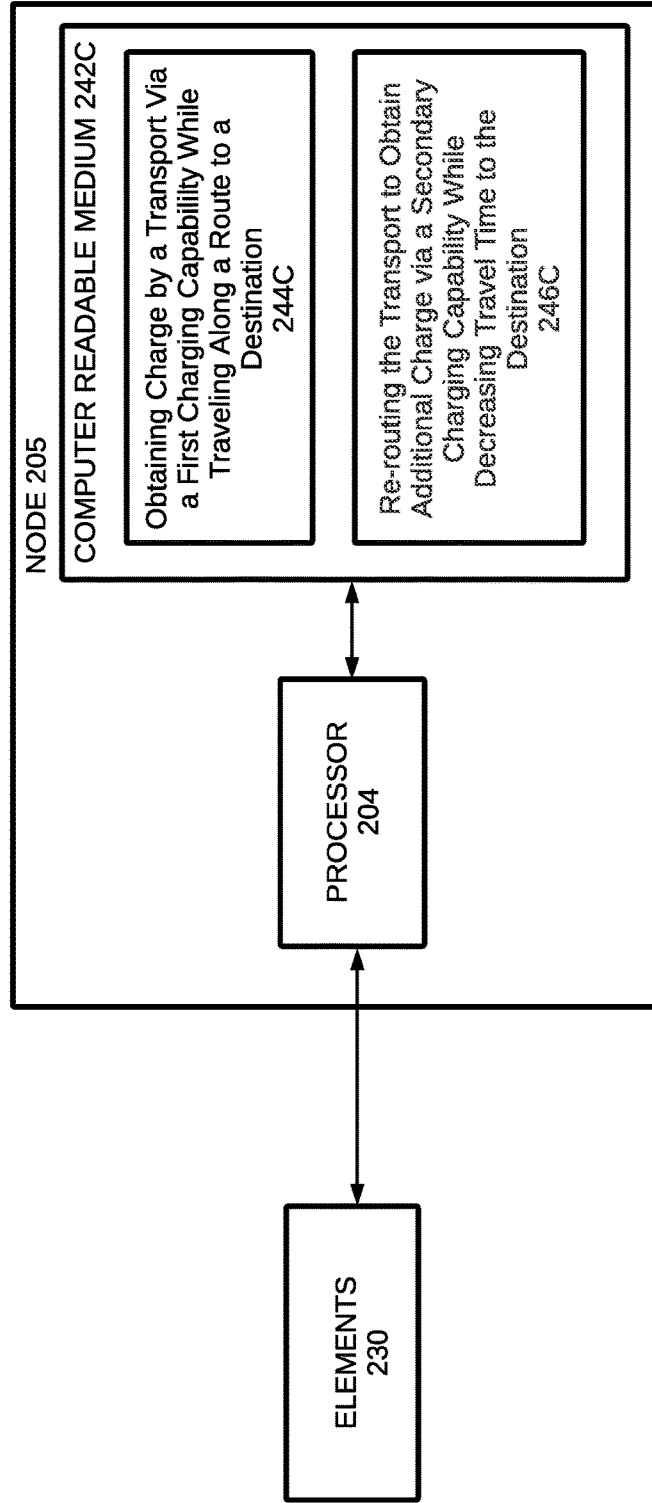 NODE 205
COMPUTER READABLE MEDIUM 242C
Obtaining Charge by a Transport Via
a First Charging Capability While
Traveling Along a Route to a
Destination
244C
Re-routing the Transport to Obtain
Additional Charge via a Secondary
Charging Capability While
Decreasing Travel Time to the
Destination
246C
PROCESSOR
204
ELEMENTS
230